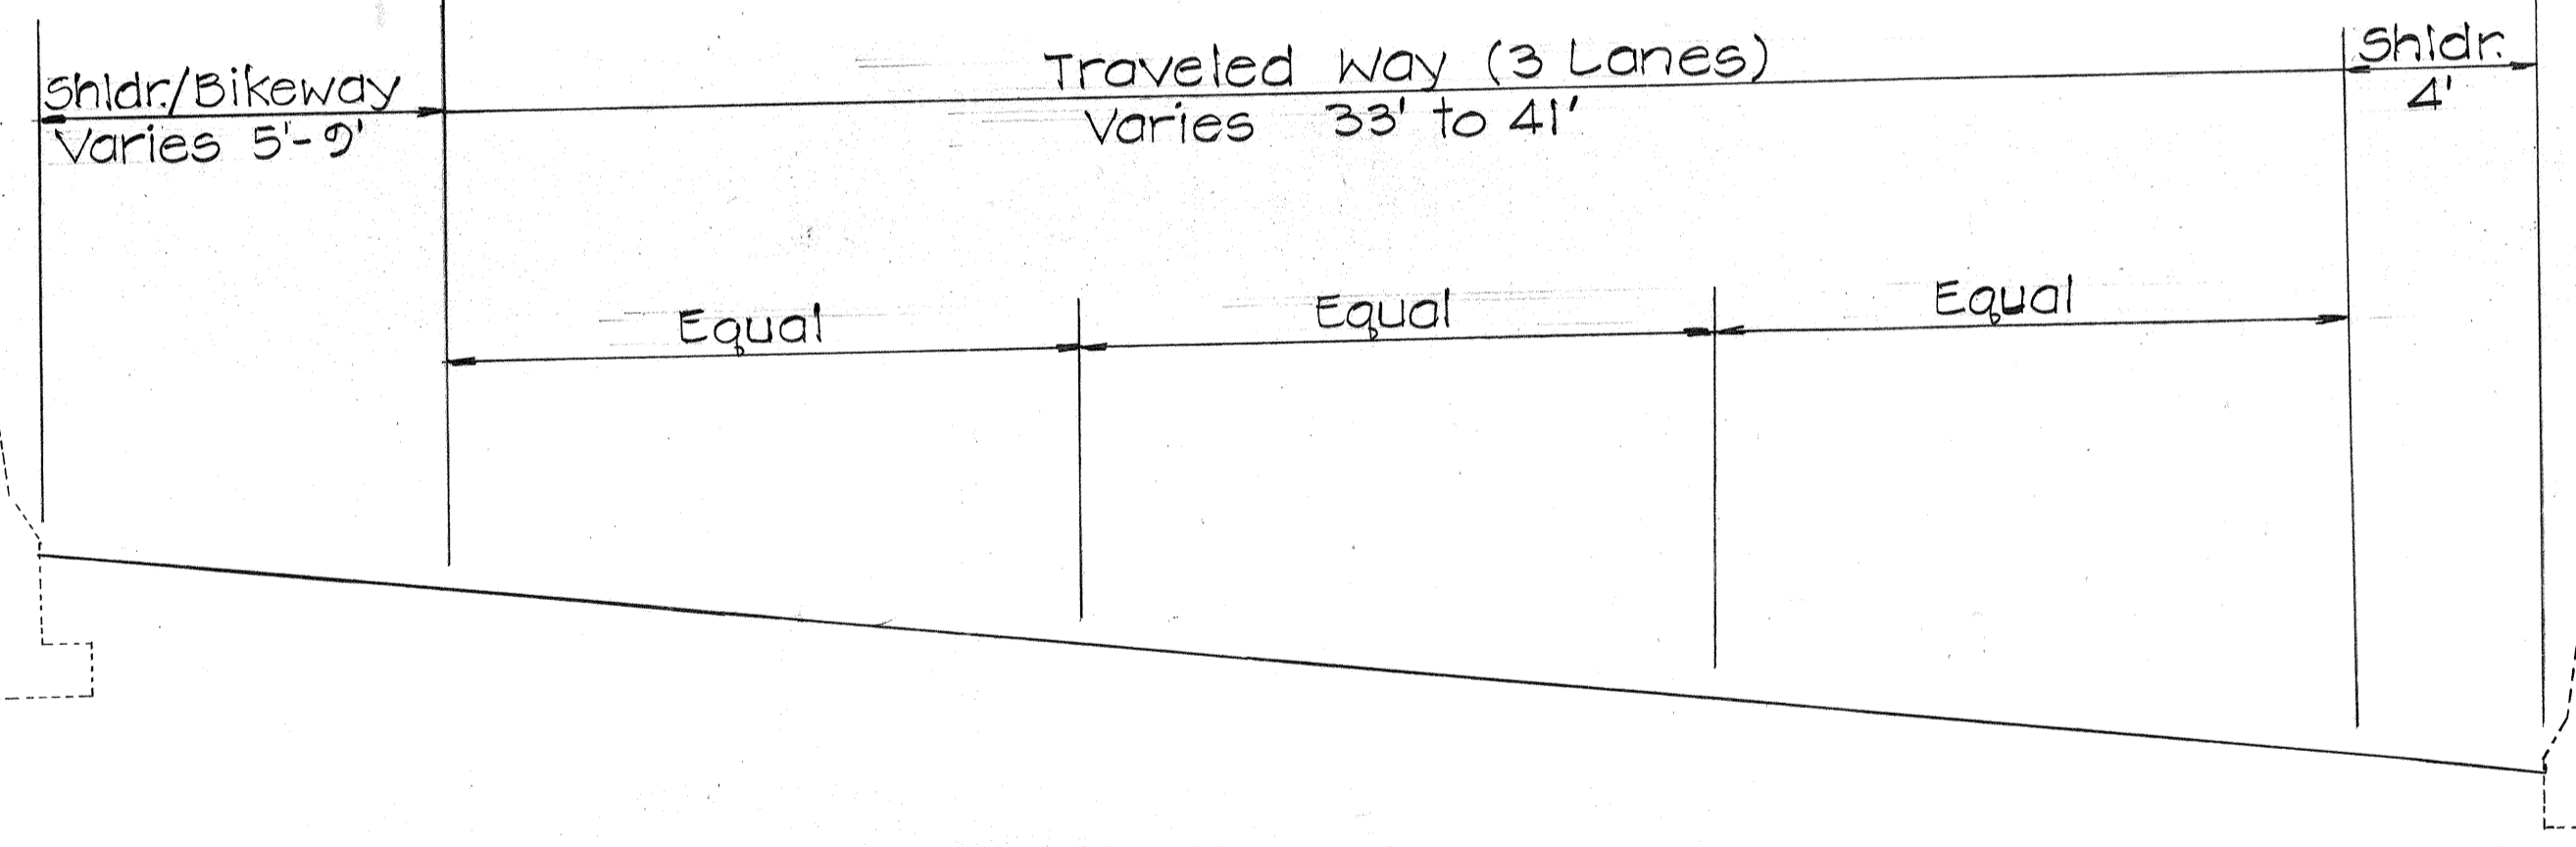 Shldr./Bikeway
Varies 5'-9'
Traveled Way (3 Lanes)
Varies 33' to 41'
Shldr.
4'
Equal
Equal
Equal